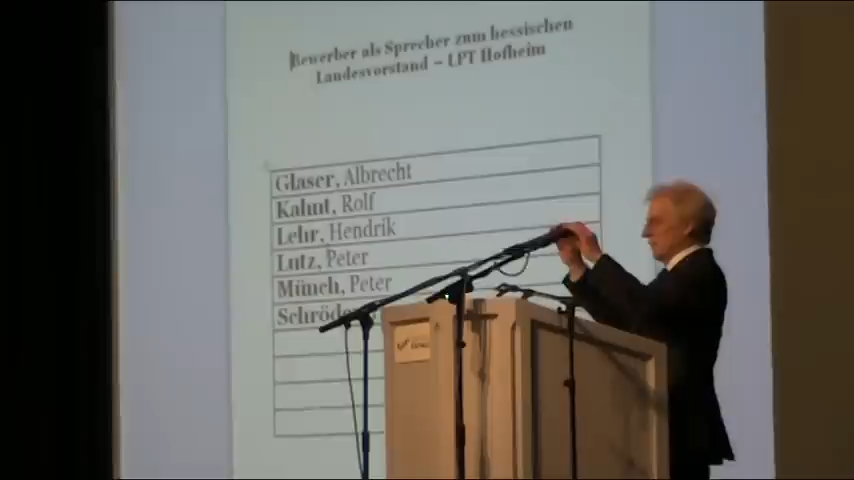 Bewerber als Sprecher zum hessischen
Landesvorstand – LPT Hofheim
Glaser, Albrecht
Kahnt, Rolf
Lehr, Hendrik
Lutz, Peter
Münch, Peter